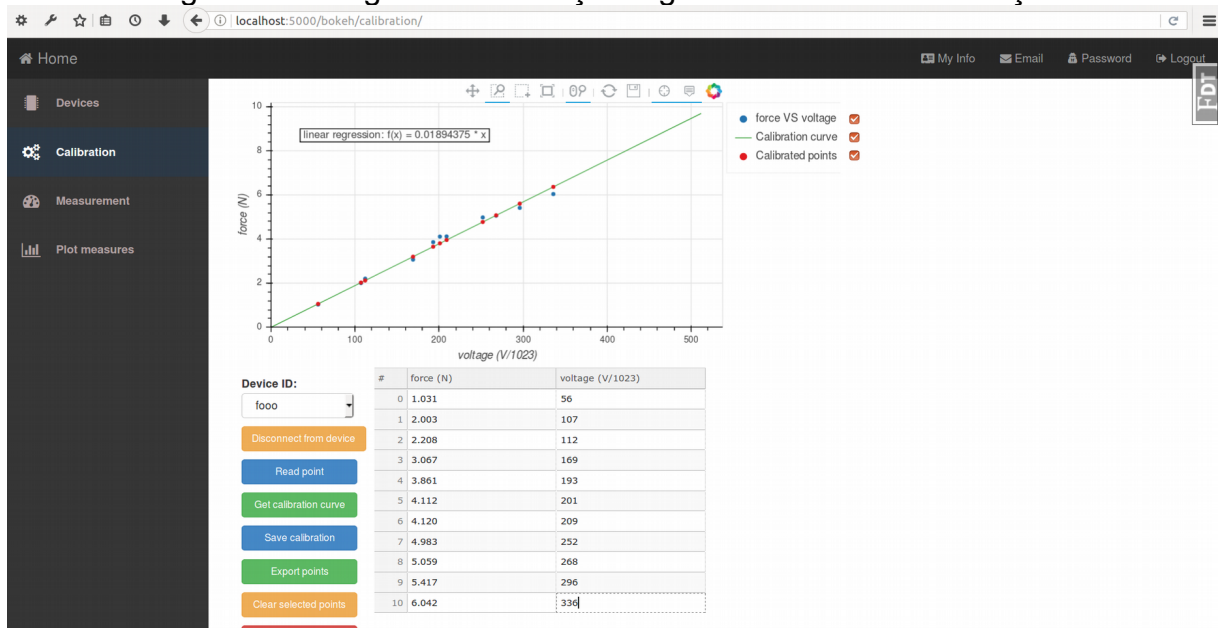 localhost:5000/bokeh/calibration/
Home
My Info
Email
Password
Logout
FDT
Devices
Calibration
Measurement
Plot measures
linear regression: f(x) = 0.01894375 * x
force VS voltage
Calibration curve
Calibrated points
force (N)
10
8
6
4
2
0
0 100 200 300 400 500
voltage (V/1023)
Device ID:
fooo
Disconnect from device
Read point
Get calibration curve
Save calibration
Export points
Clear selected points
# force (N) voltage (V/1023)
0 1.031 56
1 2.003 107
2 2.208 112
3 3.067 169
4 3.861 193
5 4.112 201
6 4.120 209
7 4.983 252
8 5.059 268
9 5.417 296
10 6.042 336